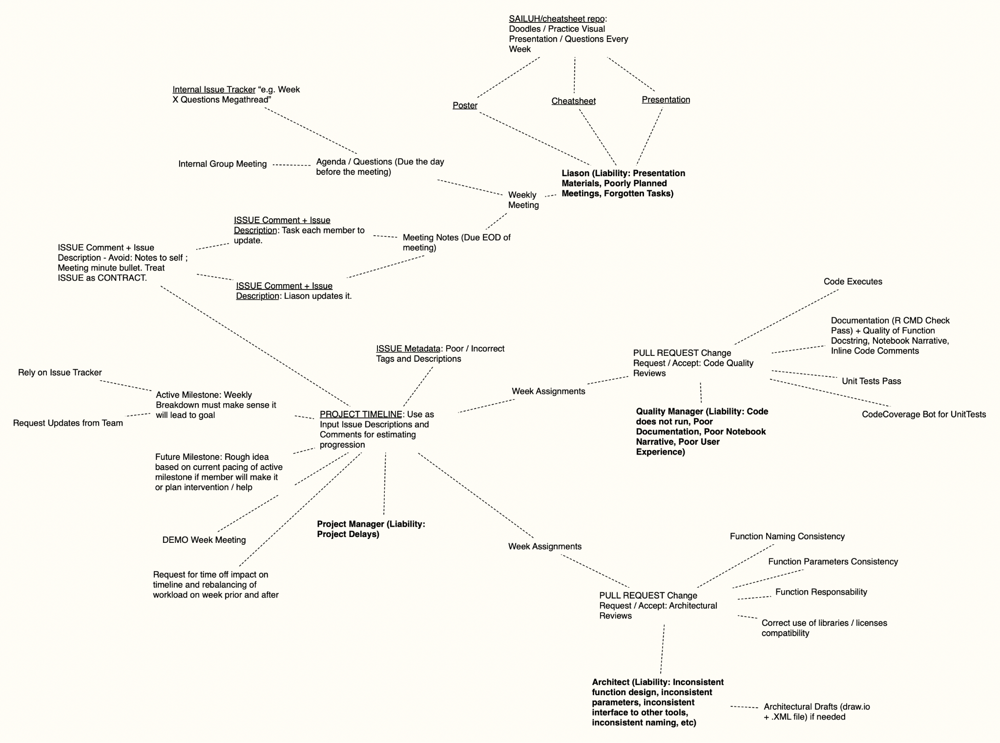 SAILUH/cheatsheet repo:
Doodles / Practice Visual
Presentation / Questions Every
Week
Internal Issue Tracker “e.g. Week
X Questions Megathread”
Poster
Cheatsheet
Presentation
Internal Group Meeting
Agenda / Questions (Due the day
before the meeting)
Liason (Liability: Presentation
Materials, Poorly Planned
Meetings, Forgotten Tasks)
Weekly
Meeting
ISSUE Comment + Issue
Description: Task each member to
update.
Meeting Notes (Due EOD of
meeting)
ISSUE Comment + Issue
Description - Avoid: Notes to self ;
Meeting minute bullet. Treat
ISSUE as CONTRACT.
ISSUE Comment + Issue
Description: Liason updates it.
Code Executes
Documentation (R CMD Check
Pass) + Quality of Function
Docstring, Notebook Narrative,
Inline Code Comments
ISSUE Metadata: Poor / Incorrect
Tags and Descriptions
PULL REQUEST Change
Request / Accept: Code Quality
Reviews
Rely on Issue Tracker
Unit Tests Pass
Week Assignments
Active Milestone: Weekly
Breakdown must make sense it
will lead to goal
Request Updates from Team
PROJECT TIMELINE: Use as
Input Issue Descriptions and
Comments for estimating
progression
Quality Manager (Liability: Code
does not run, Poor
Documentation, Poor Notebook
Narrative, Poor User
Experience)
CodeCoverage Bot for UnitTests
Future Milestone: Rough idea
based on current pacing of active
milestone if member will make it
or plan intervention / help
Project Manager (Liability:
Project Delays)
DEMO Week Meeting
Week Assignments
Function Naming Consistency
Function Parameters Consistency
Request for time off impact on
timeline and rebalancing of
workload on week prior and after
Function Responsability
PULL REQUEST Change
Request / Accept: Architectural
Reviews
Correct use of libraries / licenses
compatibility
Architect (Liability: Inconsistent
function design, inconsistent
parameters, inconsistent
interface to other tools,
inconsistent naming, etc)
Architectural Drafts (draw.io
+ .XML file) if needed